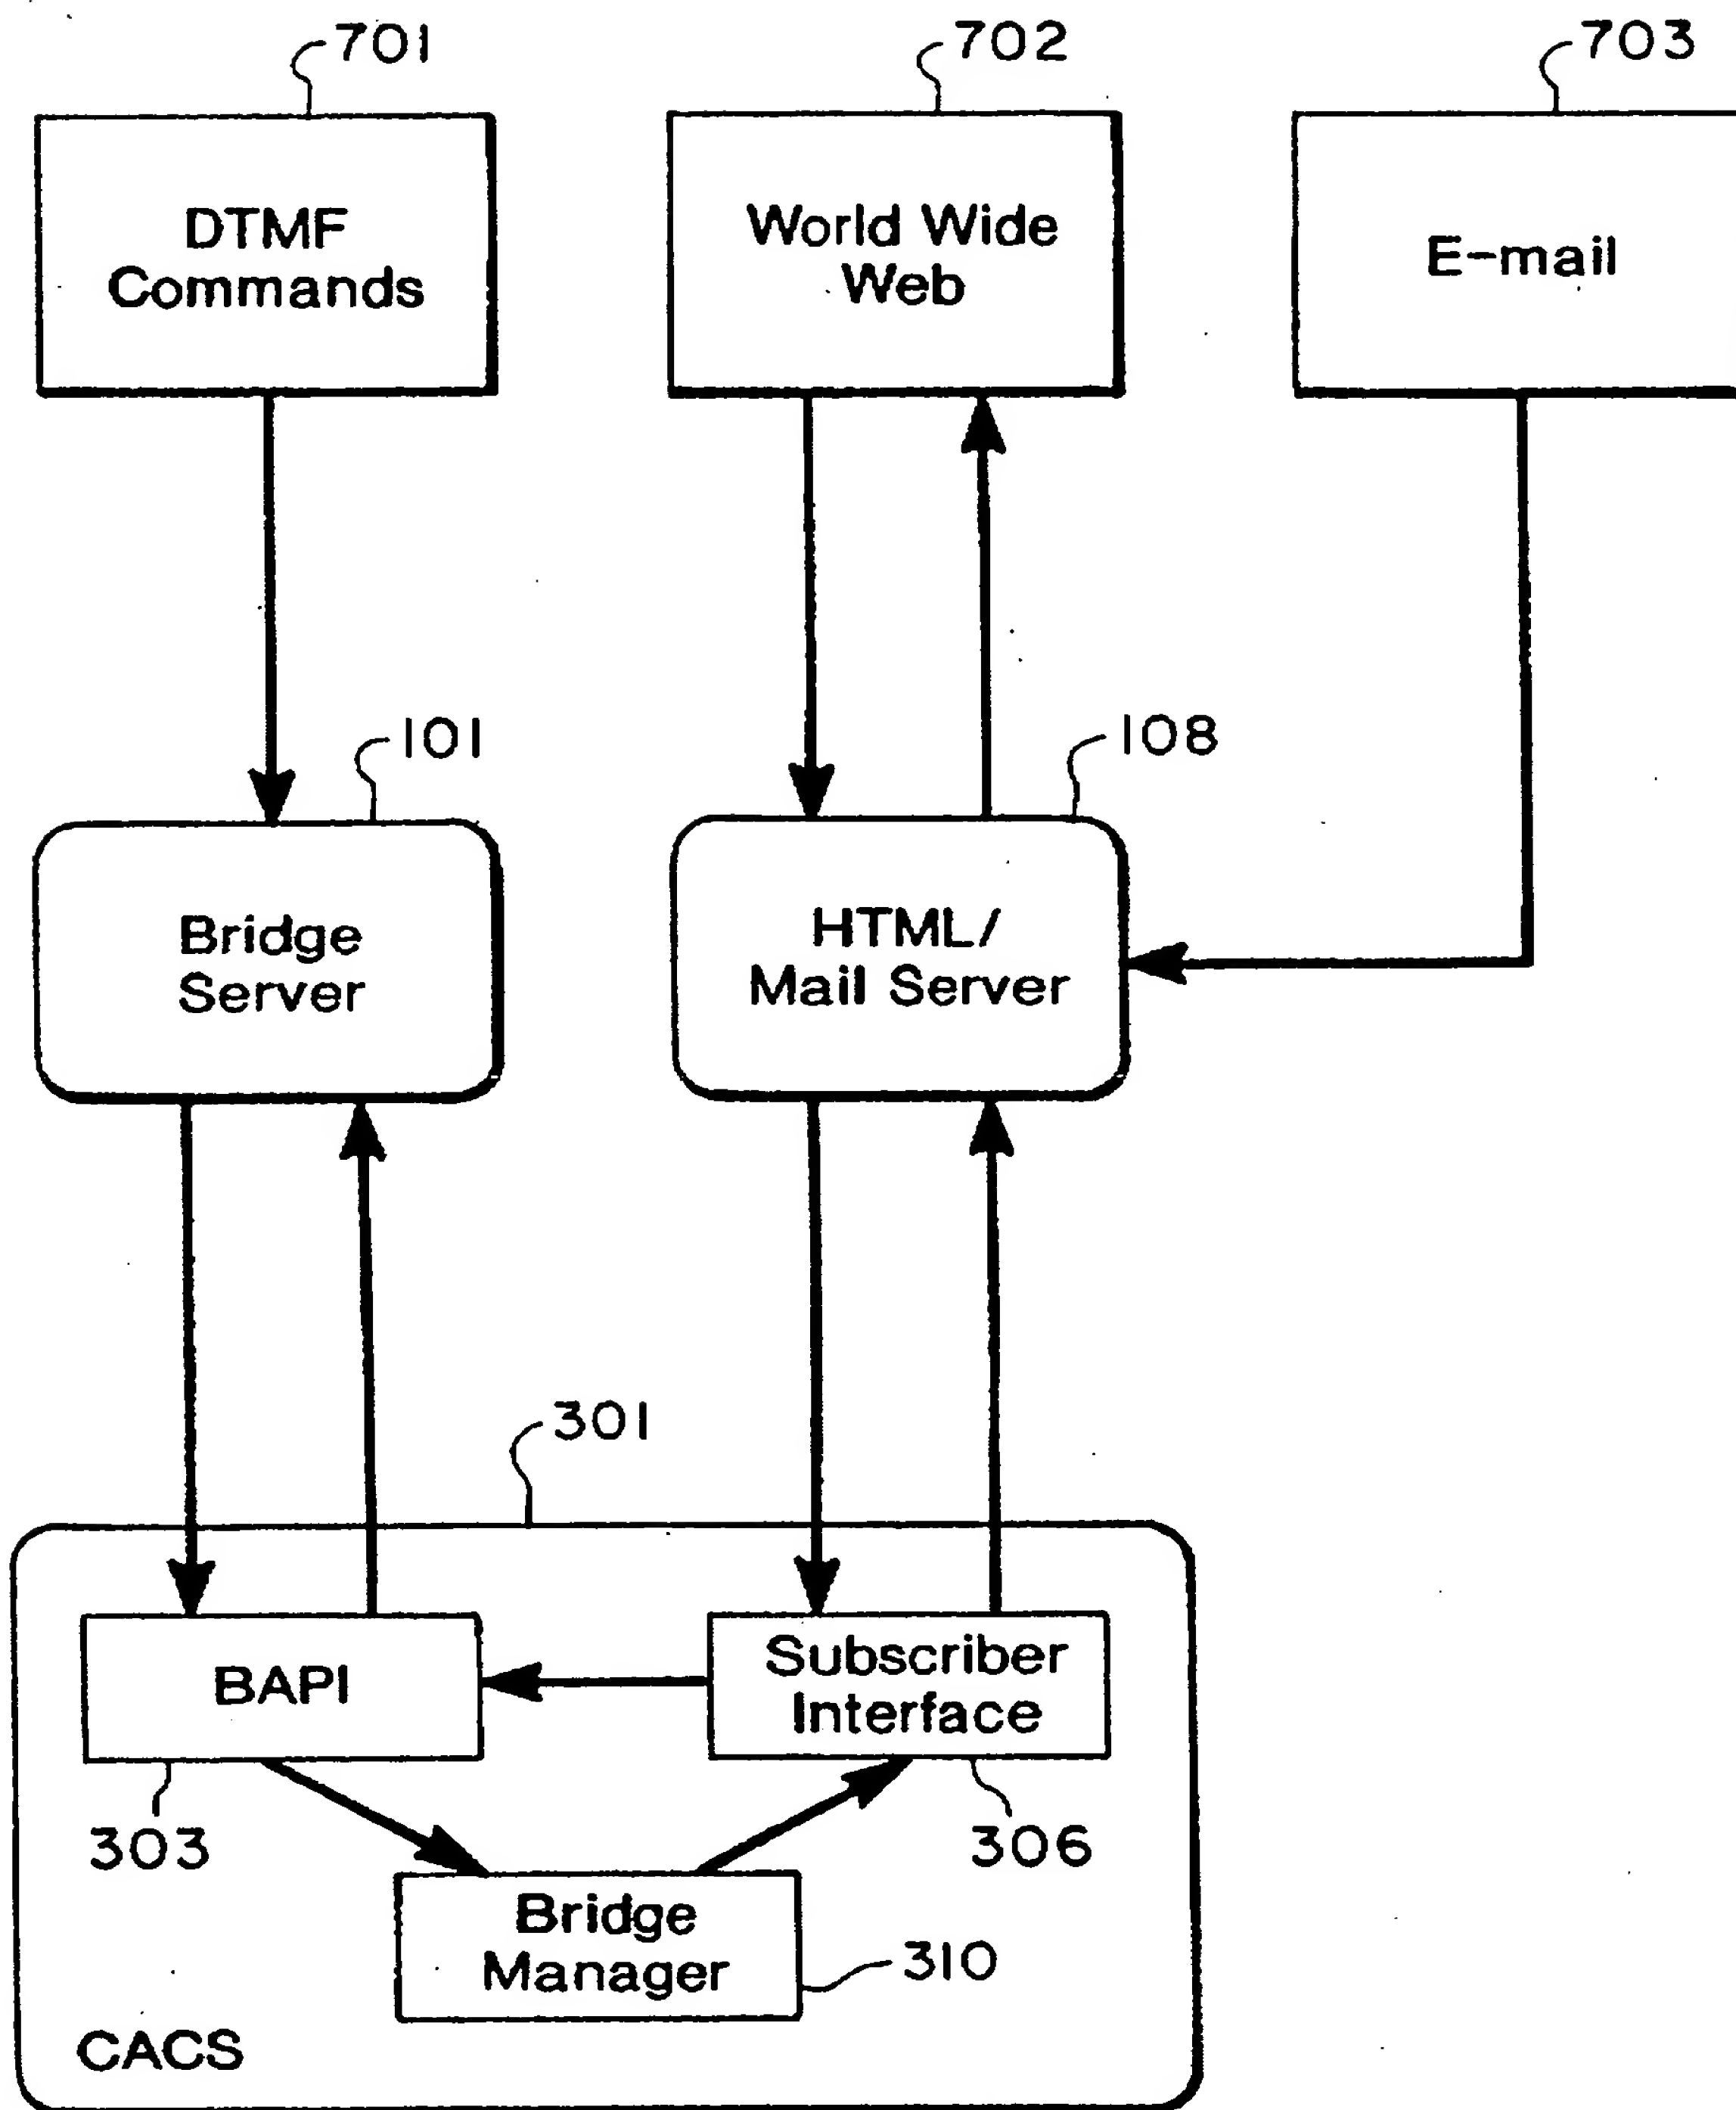 701
702
703
DTMF
Commands
World Wide
Web
E-mail
101
108
Bridge
Server
HTML/
Mail Server
301
BAPI
Subscriber
Interface
303
306
Bridge
Manager
310
CACS